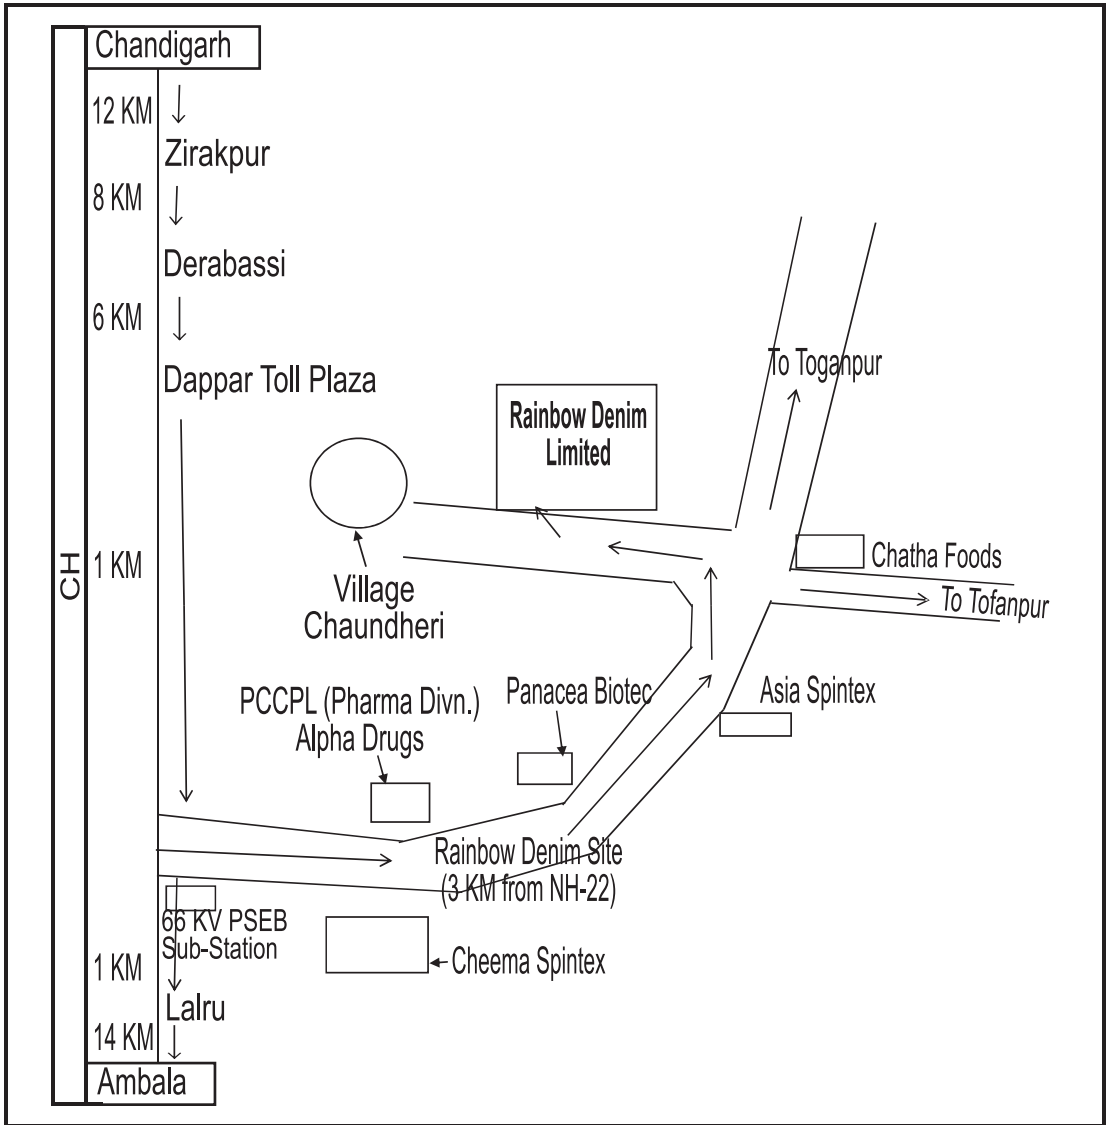 Chandigarh
12 KM
Zirakpur
8 KM
Derabassi
6 KM
Dappar Toll Plaza
To Toganpur
Rainbow Denim
Limited
CH
1 KM
Chatha Foods
To Tofanpur
Village
Chaundheri
PCCPL (Pharma Divn.)
Alpha Drugs
Panacea Biotec
Asia Spintex
Rainbow Denim Site
(3 KM from NH-22)
66 KV PSEB
Sub-Station
Cheema Spintex
1 KM
Lalru
14 KM
Ambala